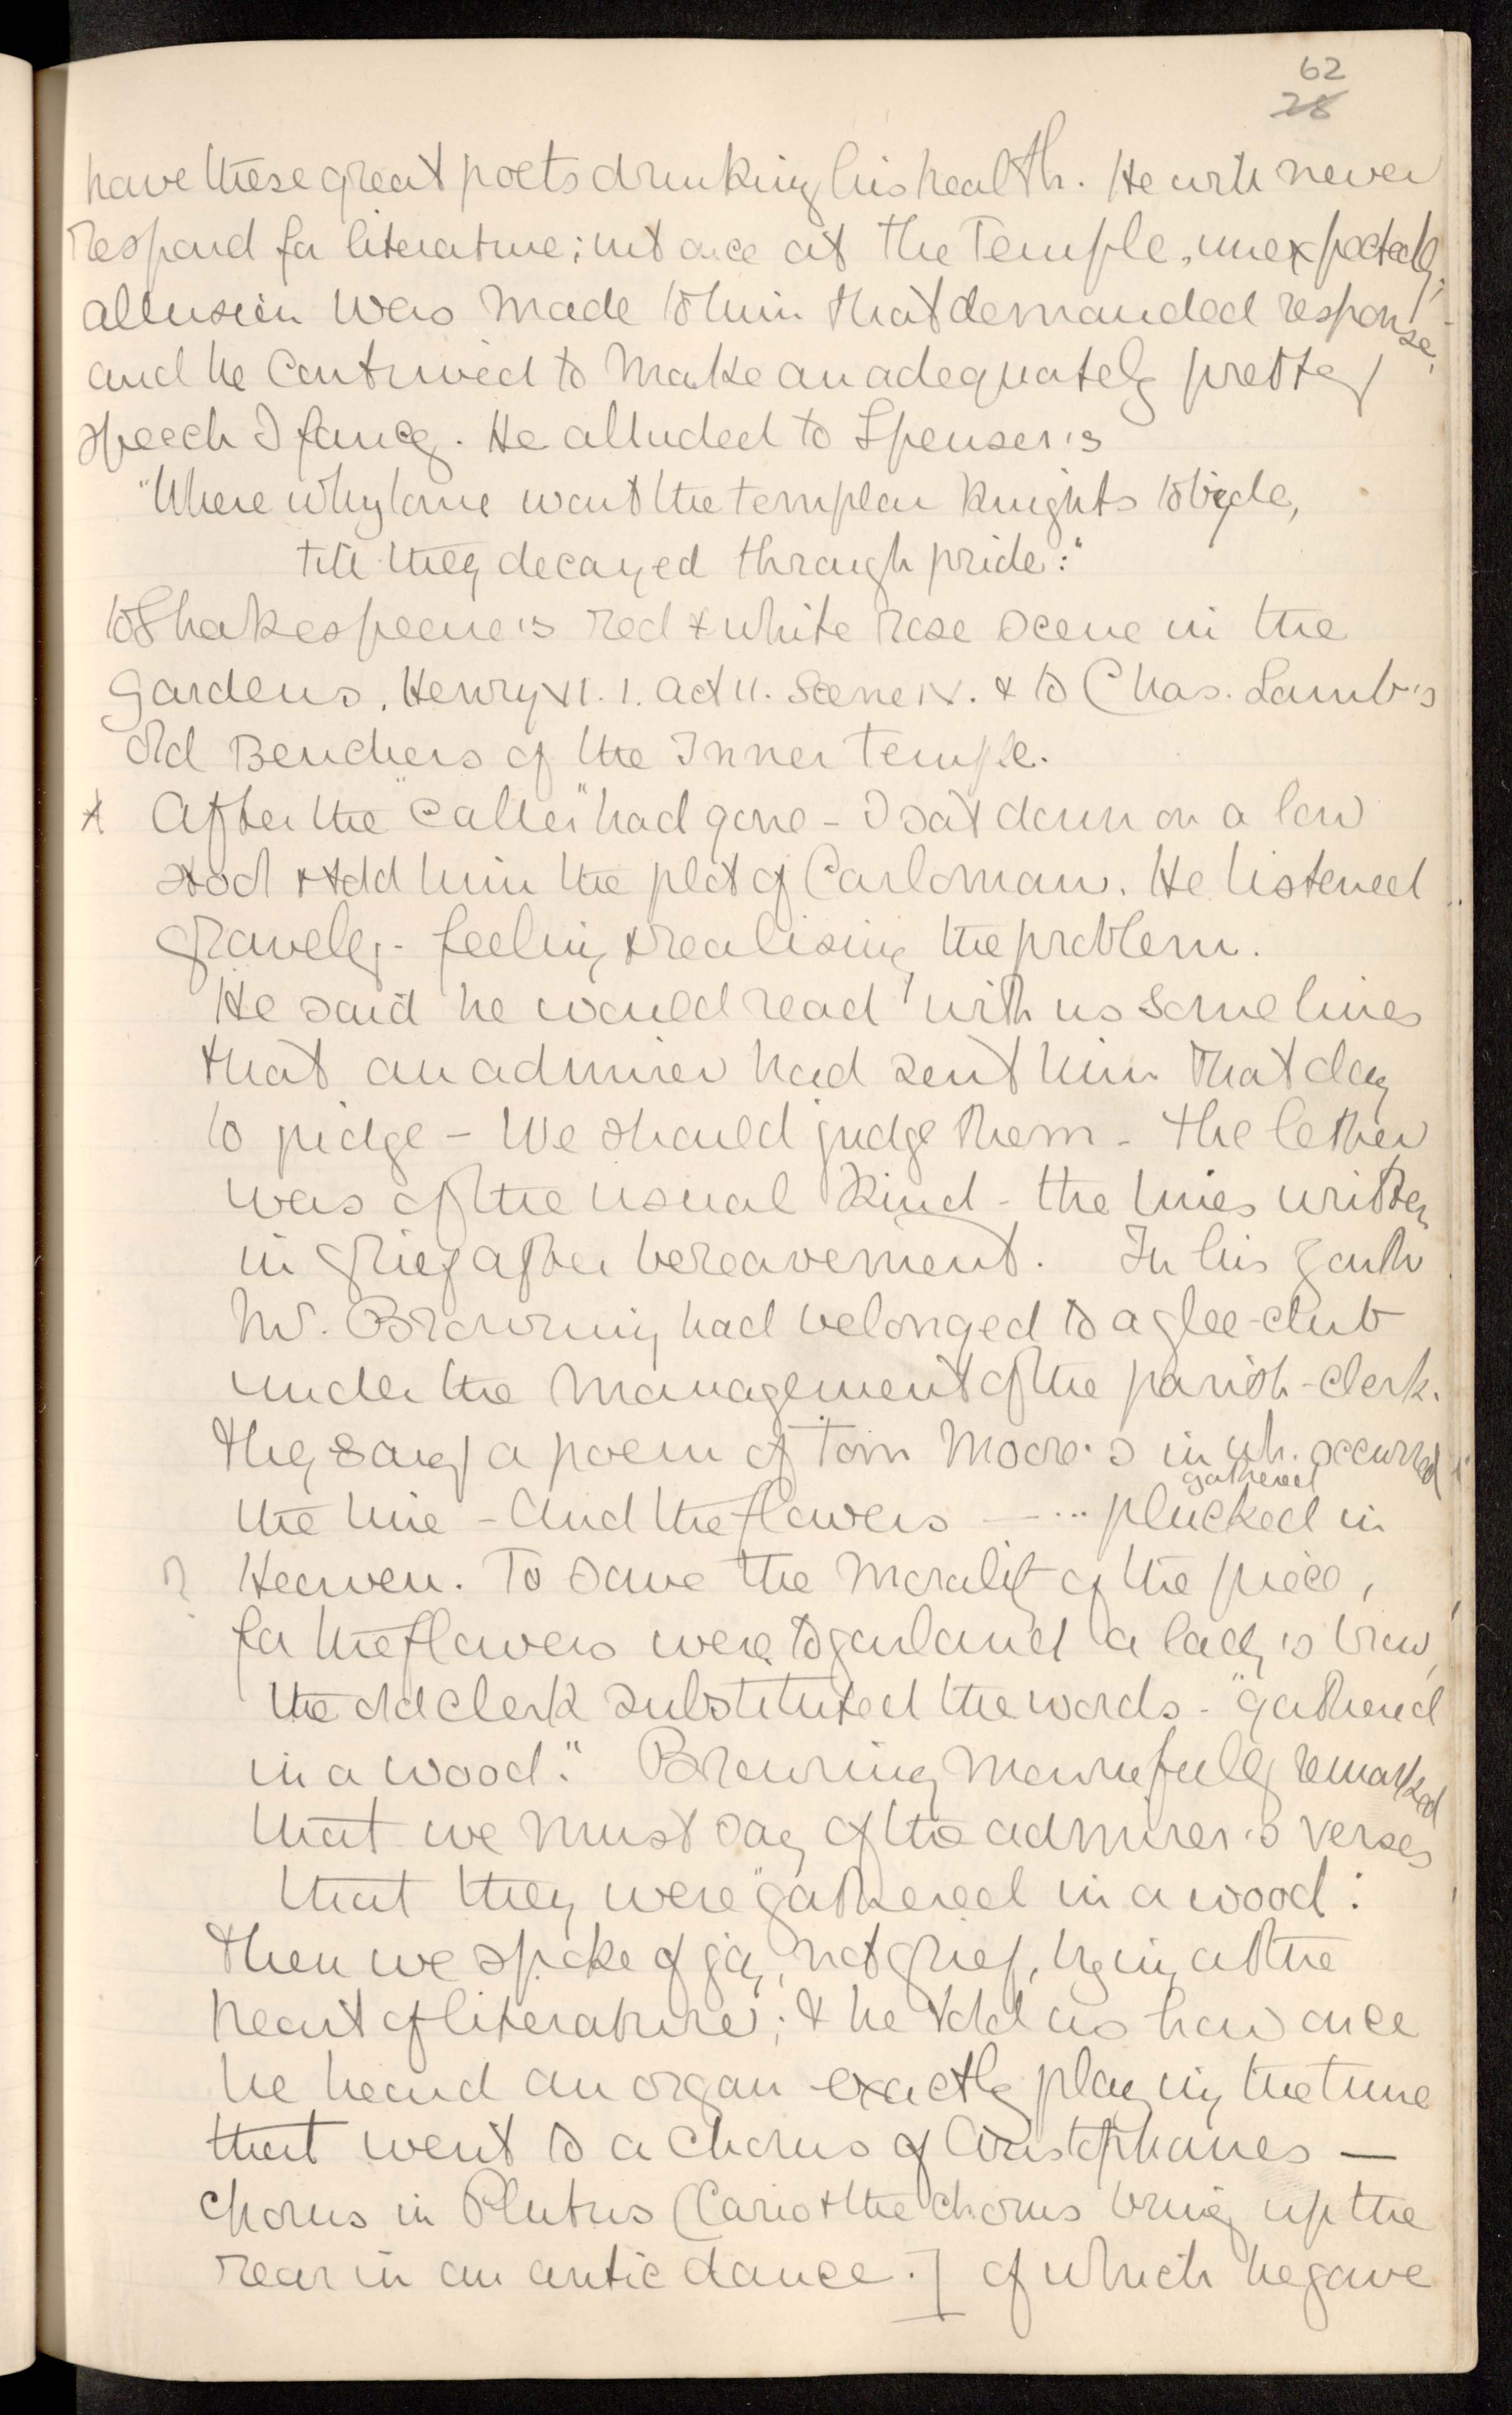 62
28
have these great poets drinking his health. He will never
respond for literature; but once at the Temple, unexpectedly,
allusion was made to him that demanded response,
and he contrived to make an adequately pretty
speech I fancy. He alluded to Spenser's
"Where whylome wont the templar Knights to byde,
till they decayed through pride:"
to Shakespeare's red & white rose scene in the
gardens, Henry VI. 1. act 11. Scene IV. & to Chas. Lamb's
old Benchers of the Inner Temple.
x After the "caller" had gone - I sat down on a low
stool & told him the plot of Carloman. He listened
gravely - feeling & realising the problem.
He said he would read with us some lines
that an admirer had sent him that day
to judge - We should judge them - The letter
was of the usual kind - the lines written
in grief after bereavement. In his youth
Mr. Browning had belonged to a glee-club
under the management of the parish-clerk.
They sang a poem of Tom Moore's in wh. occurred
gathered
the line - And the flowers — ... plucked in
? Heaven. To save the morality of the piece,
for the flowers were to garland a lady's brow,
the old clerk substituted the words - "gathered
in a wood." Browning mournfully remarked
that we must say of the admirer's verses
that they were "gathered in a wood:
Then we spoke of joy, not grief, lying at the
heart of literature; & he told us how once
he heard an organ exactly playing the tune
that went to a chorus of Aristophanes —
chorus in Plutus (Cario & the chorus bring up the
rear in an antic dance.] of which he gave